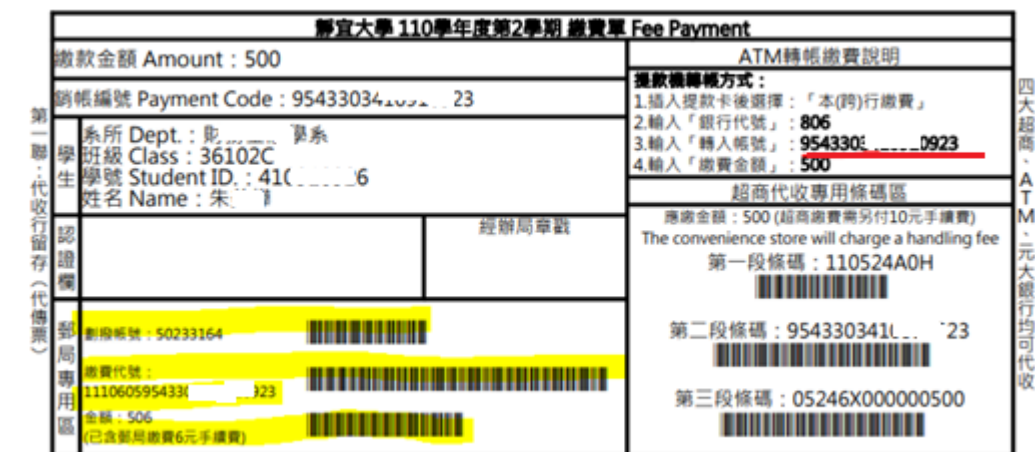 靜宜大學 110學年度第2學期 繳費單 Fee Payment
繳款金額 Amount：500
銷帳編號 Payment Code：954330341 23
第一聯：代收行留存（代傳票）
學生
系所 Dept.：財 學系
班級 Class：36102C
學號 Student ID.：410 6
姓名 Name：朱
認證欄
經辦局章戳
郵局專用區
劃撥帳號：50233164
繳費代號：
1110605954330 923
金額：506
(已含郵局繳費6元手續費)
ATM轉帳繳費說明
提款機轉帳方式：
1.插入提款卡後選擇：「本(跨)行繳費」
2.輸入「銀行代號」：806
3.輸入「轉入帳號」：954330 0923
4.輸入「繳費金額」：500
超商代收專用條碼區
應繳金額：500 (超商繳費需另付10元手續費)
The convenience store will charge a handling fee
第一段條碼：110524A0H
第二段條碼：9543303410 23
第三段條碼：05246X000000500
四大超商、ATM、元大銀行均可代收